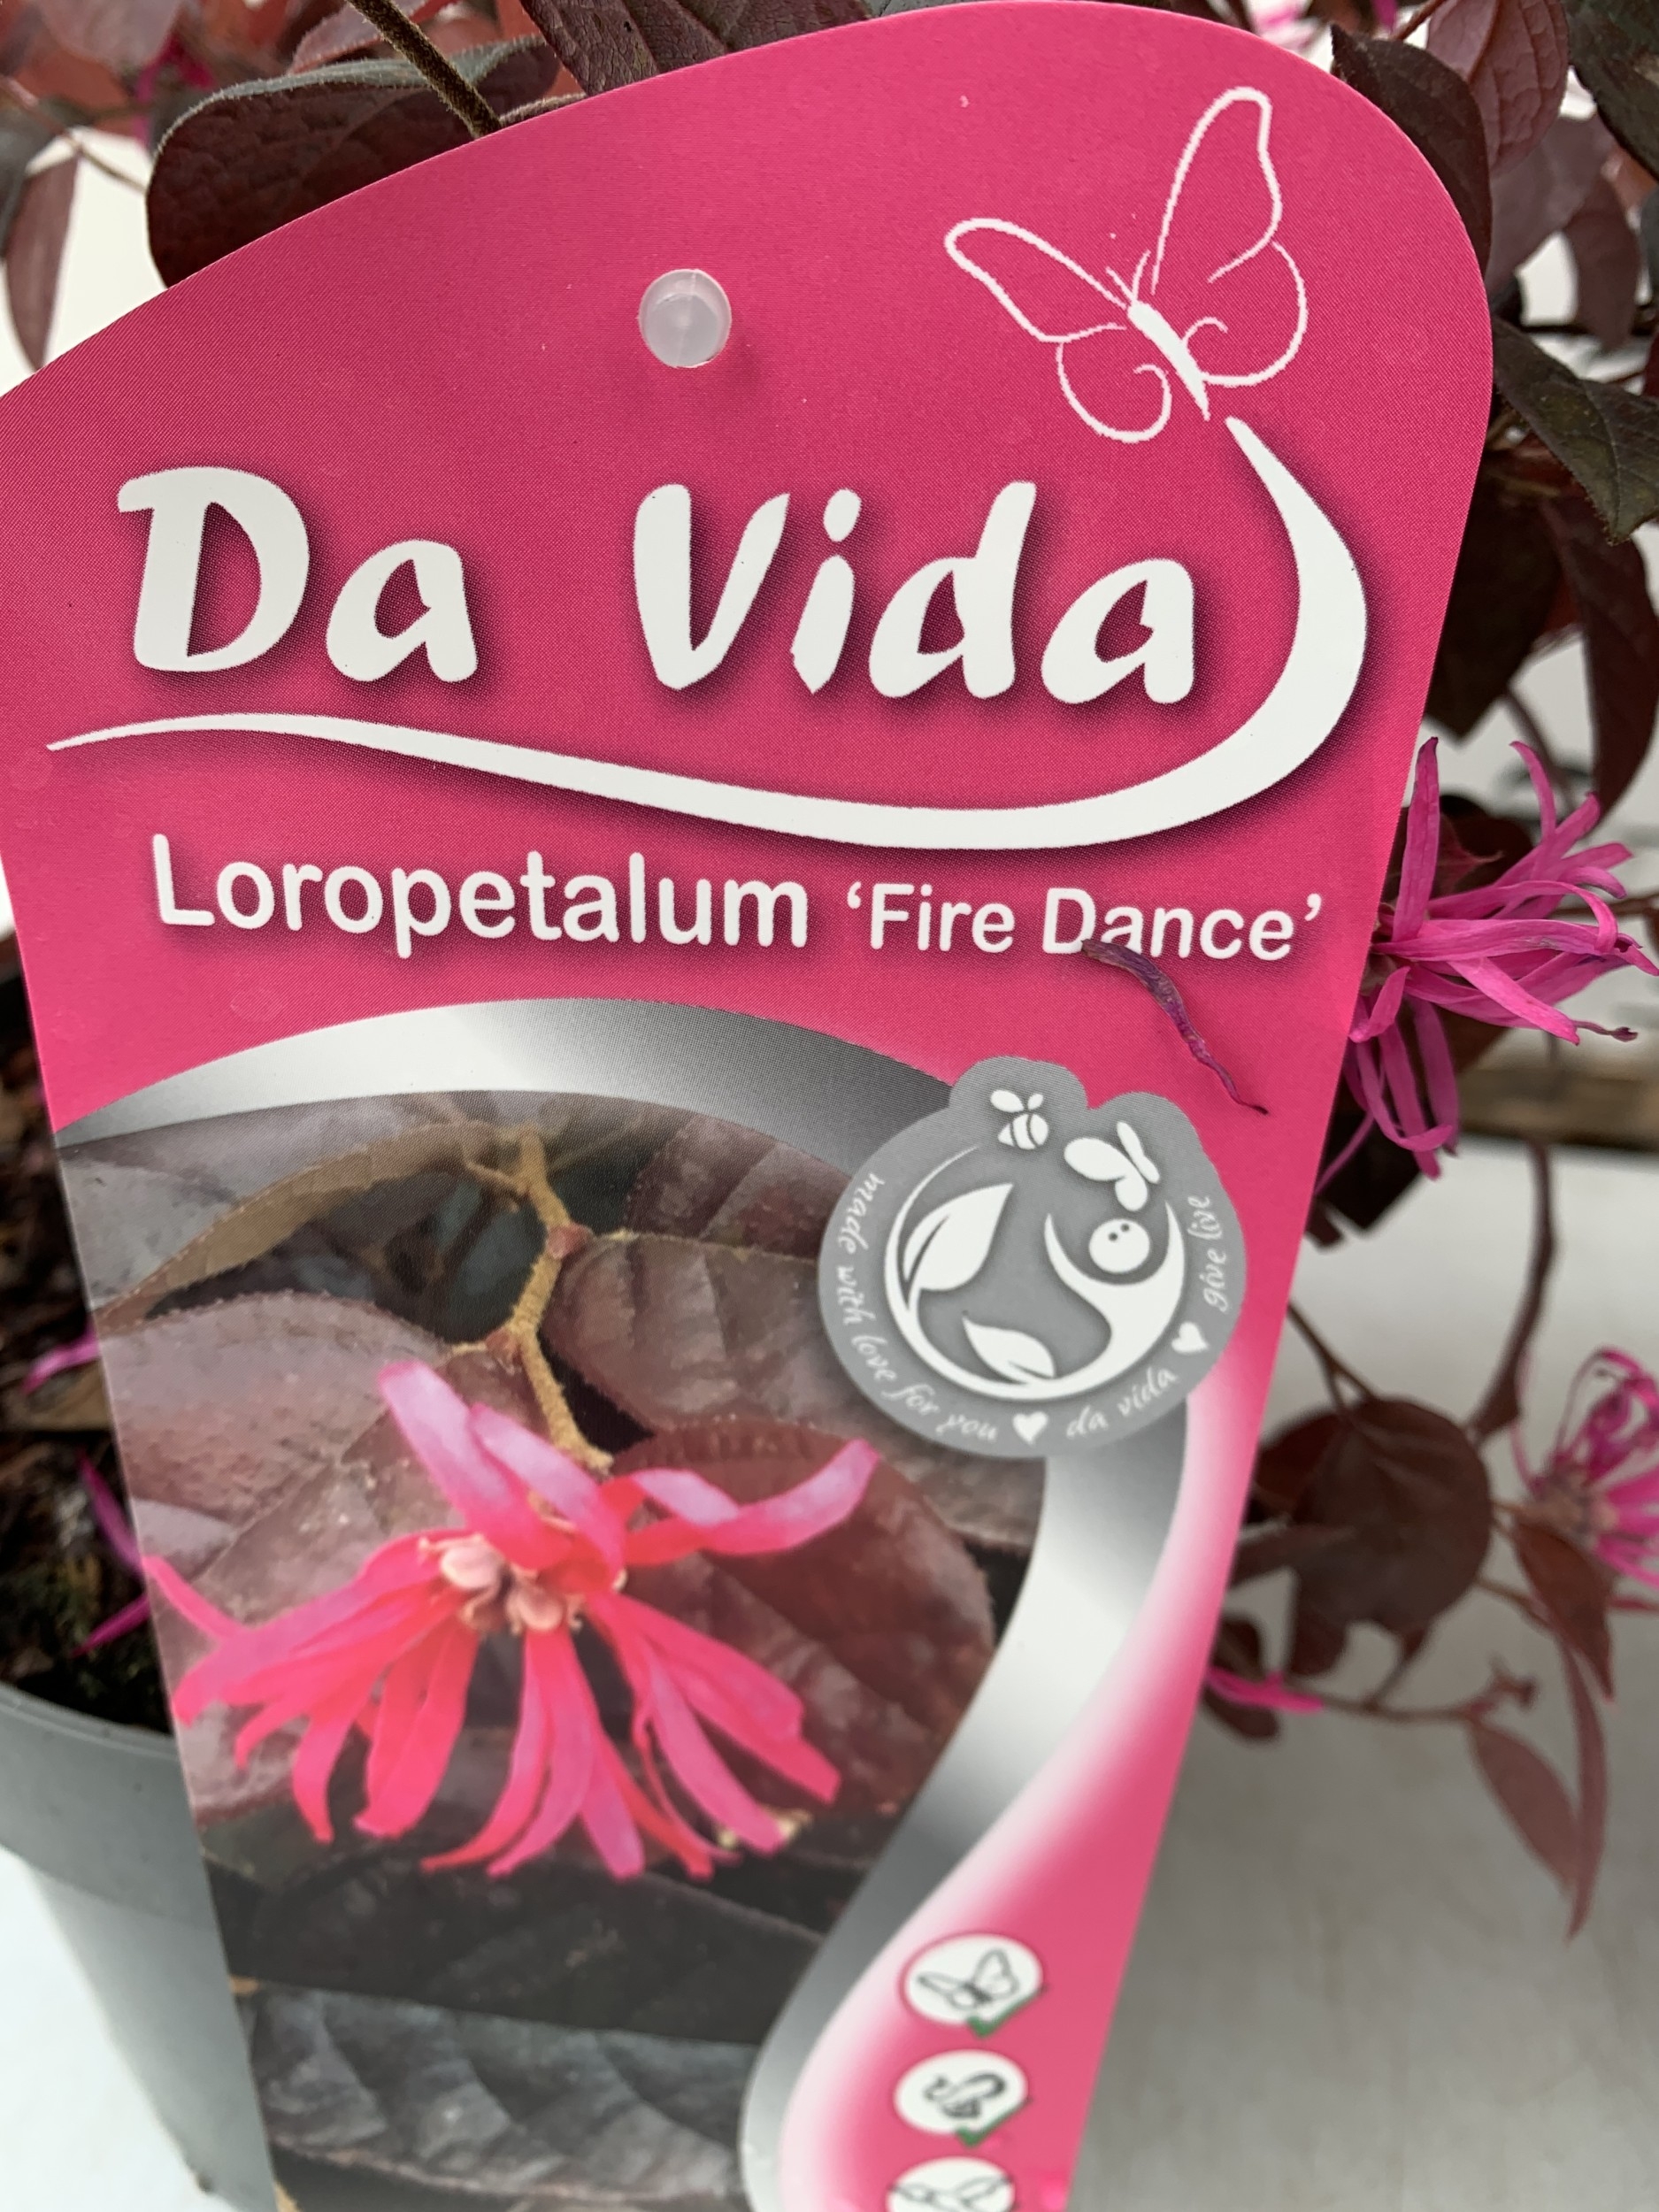 Da Vida
Loropetalum ‘Fire Dance’
made with love for you ♥ da vida ♥ give live